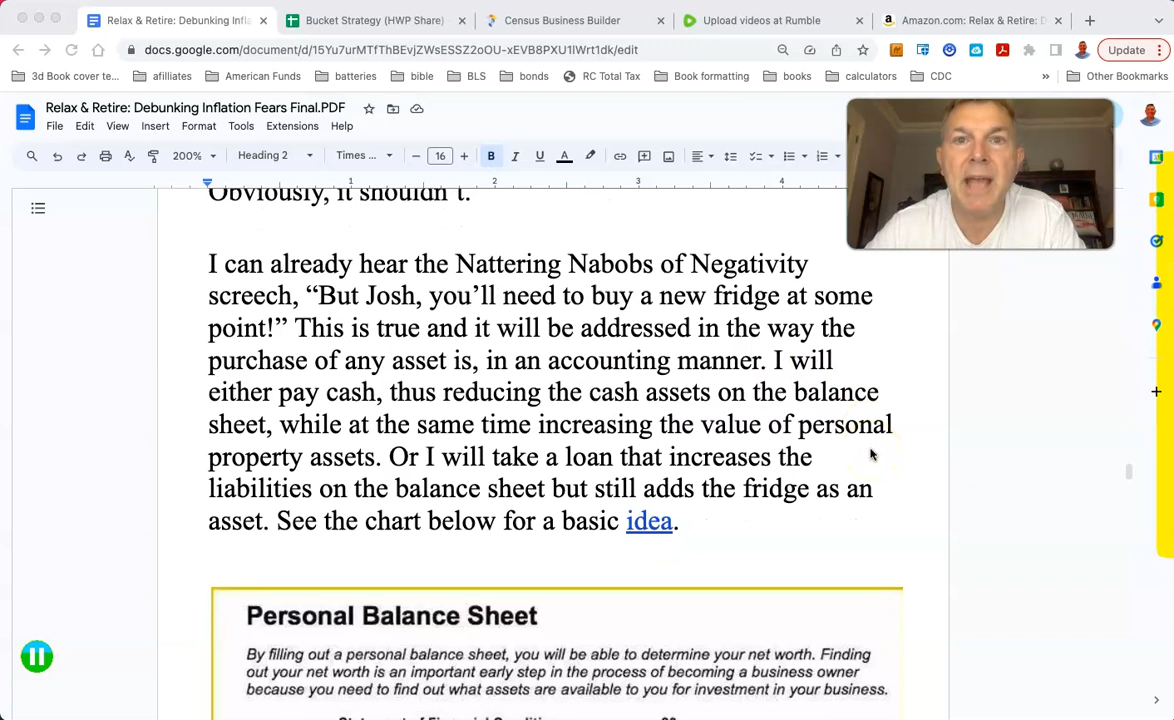 Relax & Retire: Debunking Infla
Bucket Strategy (HWP Share)
Census Business Builder
Upload videos at Rumble
Amazon.com: Relax & Retire: D
docs.google.com/document/d/15Yu7urMTfThBEvjZWsESSZ2oOU-xEVB8PXU1lWrt1dk/edit
Update
3d Book cover te...
afiiliates
American Funds
batteries
bible
BLS
bonds
RC Total Tax
Book formatting
books
calculators
CDC
»
Other Bookmarks
Relax & Retire: Debunking Inflation Fears Final.PDF
File Edit View Insert Format Tools Extensions Help
200% Heading 2 Times ... − 16 + B I U A
1 2 3 4
Obviously, it shouldn't.
I can already hear the Nattering Nabobs of Negativity
screech, “But Josh, you’ll need to buy a new fridge at some
point!” This is true and it will be addressed in the way the
purchase of any asset is, in an accounting manner. I will
either pay cash, thus reducing the cash assets on the balance
sheet, while at the same time increasing the value of personal
property assets. Or I will take a loan that increases the
liabilities on the balance sheet but still adds the fridge as an
asset. See the chart below for a basic idea.
Personal Balance Sheet
By filling out a personal balance sheet, you will be able to determine your net worth. Finding
out your net worth is an important early step in the process of becoming a business owner
because you need to find out what assets are available to you for investment in your business.